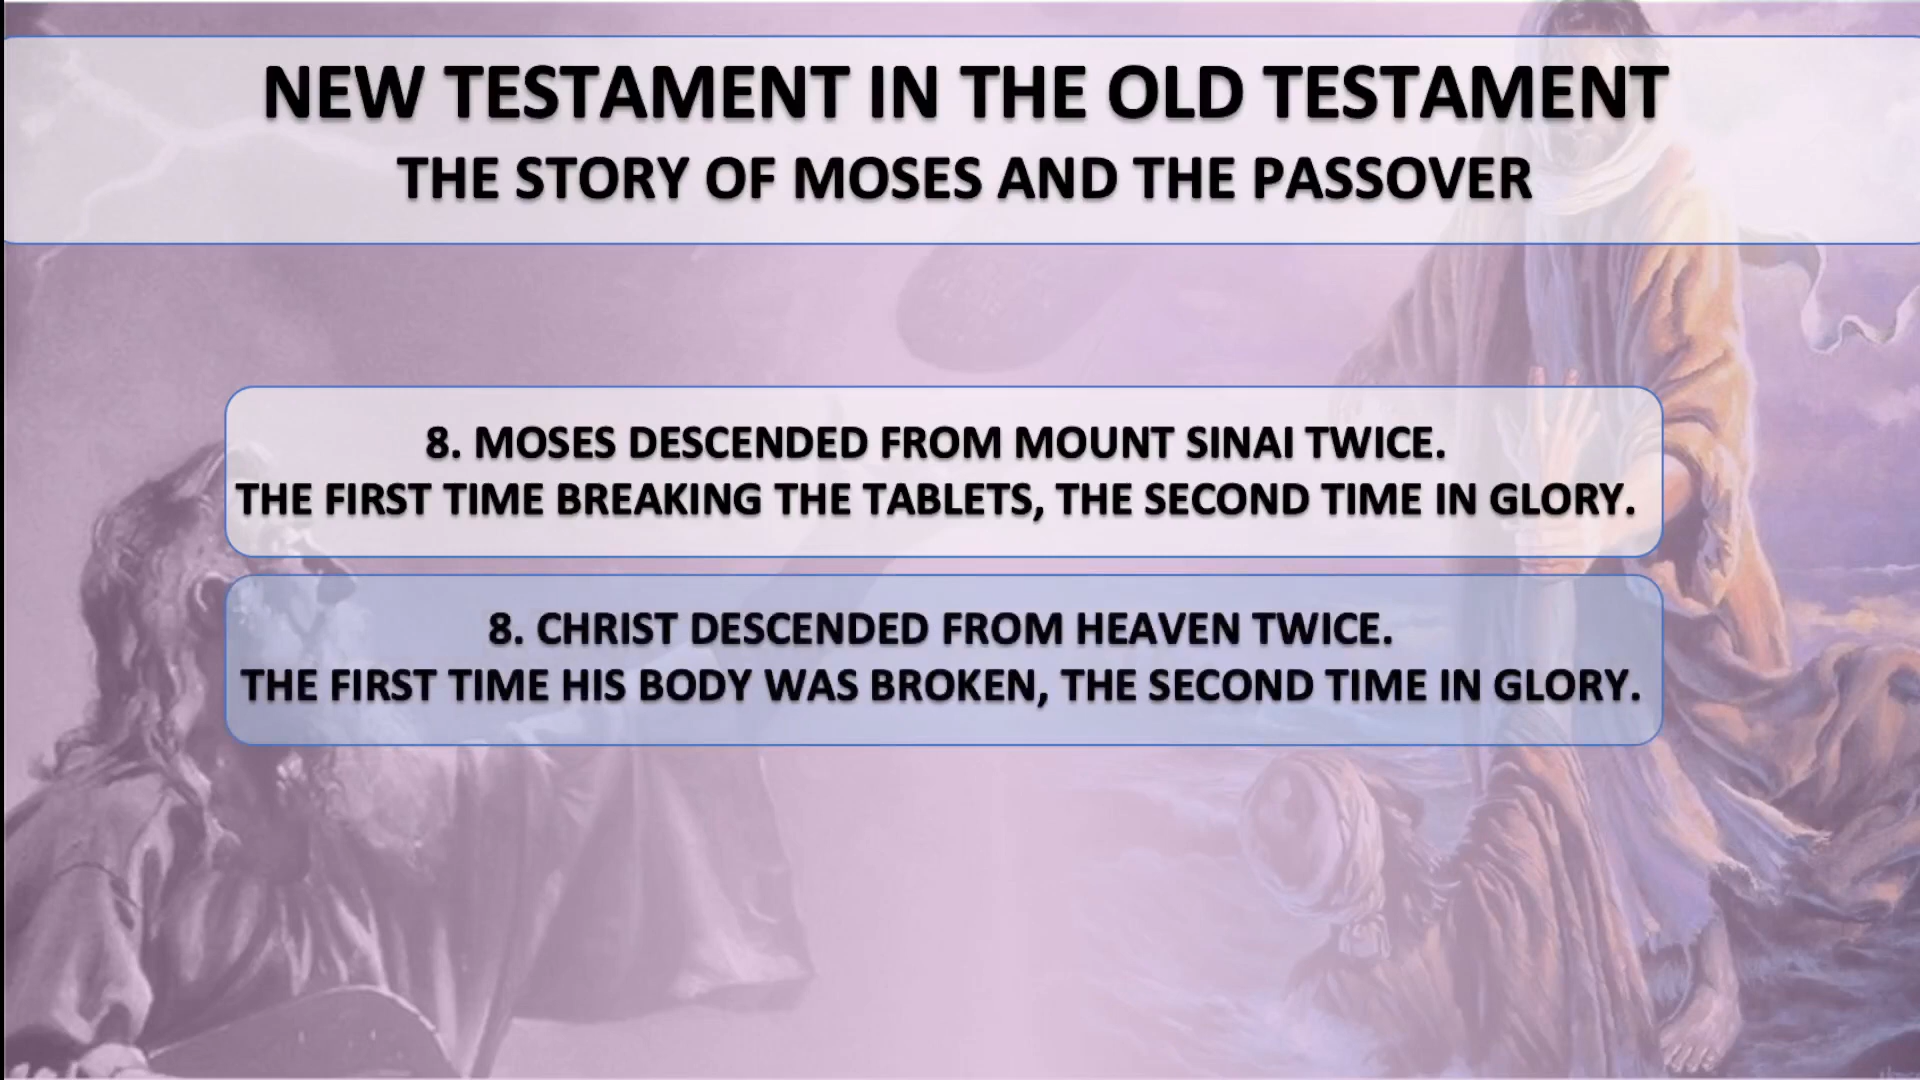 NEW TESTAMENT IN THE OLD TESTAMENT
THE STORY OF MOSES AND THE PASSOVER
8. MOSES DESCENDED FROM MOUNT SINAI TWICE.
THE FIRST TIME BREAKING THE TABLETS, THE SECOND TIME IN GLORY.
8. CHRIST DESCENDED FROM HEAVEN TWICE.
THE FIRST TIME HIS BODY WAS BROKEN, THE SECOND TIME IN GLORY.